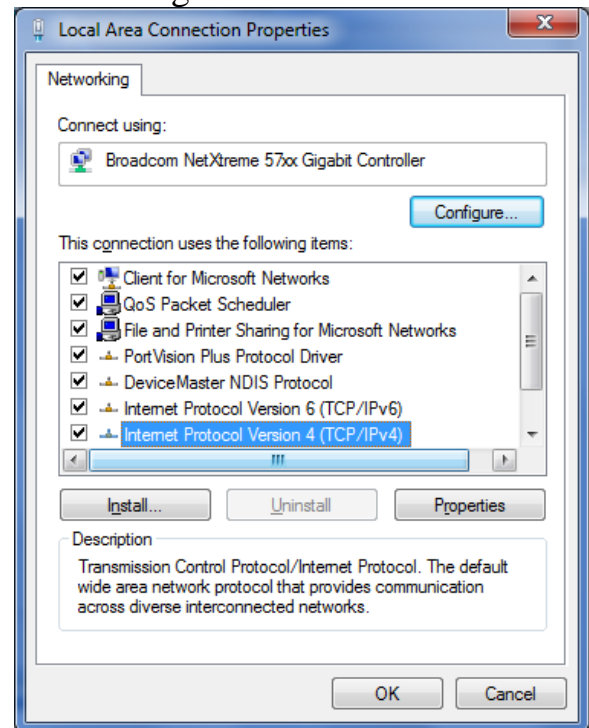 Local Area Connection Properties
X
Networking
Connect using:
Broadcom NetXtreme 57xx Gigabit Controller
Configure...
This connection uses the following items:
Client for Microsoft Networks
QoS Packet Scheduler
File and Printer Sharing for Microsoft Networks
PortVision Plus Protocol Driver
DeviceMaster NDIS Protocol
Internet Protocol Version 6 (TCP/IPv6)
Internet Protocol Version 4 (TCP/IPv4)
Install...
Uninstall
Properties
Description
Transmission Control Protocol/Internet Protocol. The default
wide area network protocol that provides communication
across diverse interconnected networks.
OK
Cancel